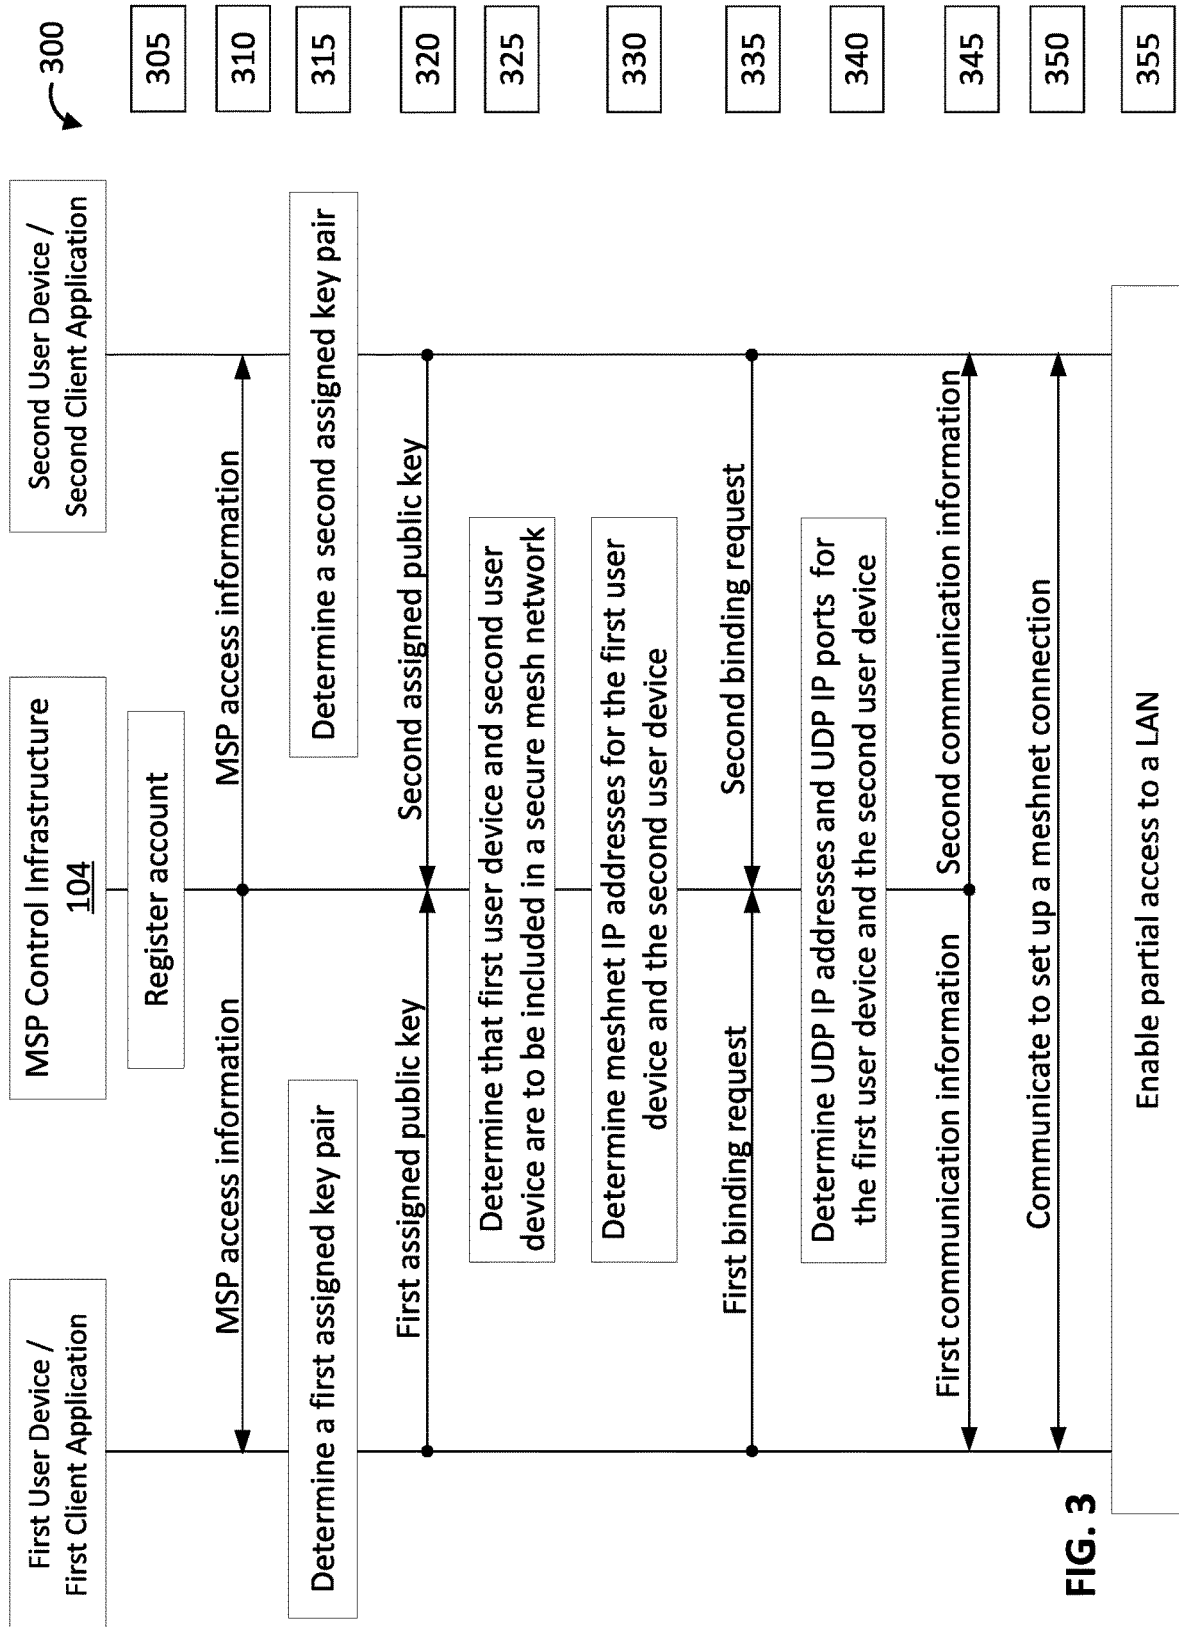 First User Device /
First Client Application
MSP Control Infrastructure
104
Second User Device /
Second Client Application
300
Register account
305
MSP access information
MSP access information
310
Determine a first assigned key pair
Determine a second assigned key pair
315
First assigned public key
Second assigned public key
320
Determine that first user device and second user
device are to be included in a secure mesh network
325
Determine meshnet IP addresses for the first user
device and the second user device
330
First binding request
Second binding request
335
Determine UDP IP addresses and UDP IP ports for
the first user device and the second user device
340
First communication information
Second communication information
345
Communicate to set up a meshnet connection
350
Enable partial access to a LAN
355
FIG. 3